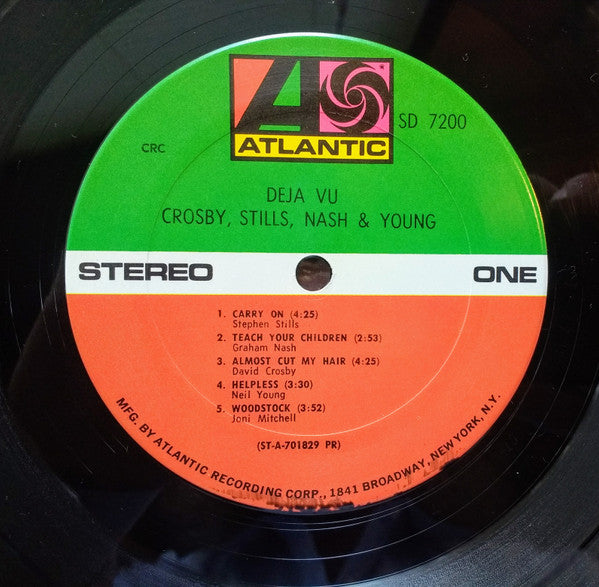 ATLANTIC
SD 7200
CRC
DEJA VU
CROSBY, STILLS, NASH & YOUNG
STEREO ONE
1. CARRY ON (4:25)
Stephen Stills
2. TEACH YOUR CHILDREN (2:53)
Graham Nash
3. ALMOST CUT MY HAIR (4:25)
David Crosby
4. HELPLESS (3:30)
Neil Young
5. WOODSTOCK (3:52)
Joni Mitchell
(ST-A-701829 PR)
MFG. BY ATLANTIC RECORDING CORP., 1841 BROADWAY, NEW YORK, N.Y.